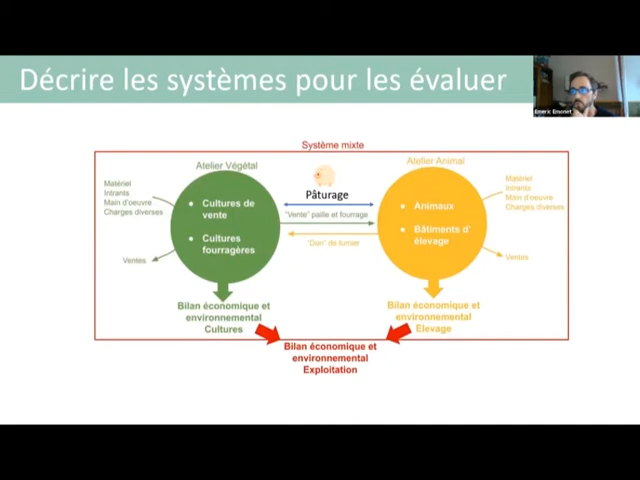 Décrire les systèmes pour les évaluer
Emeric Emonet
Système mixte
Atelier Végétal
Atelier Animal
Matériel
Intrants
Main d'oeuvre
Charges diverses
Ventes
● Cultures de
vente
● Cultures
fourragères
Pâturage
"Vente" paille et fourrage
"Don" de fumier
● Animaux
● Bâtiments d'
élevage
Matériel
Intrants
Main d'oeuvre
Charges diverses
Ventes
Bilan économique et
environnemental
Cultures
Bilan économique et
environnemental
Elevage
Bilan économique et
environnemental
Exploitation